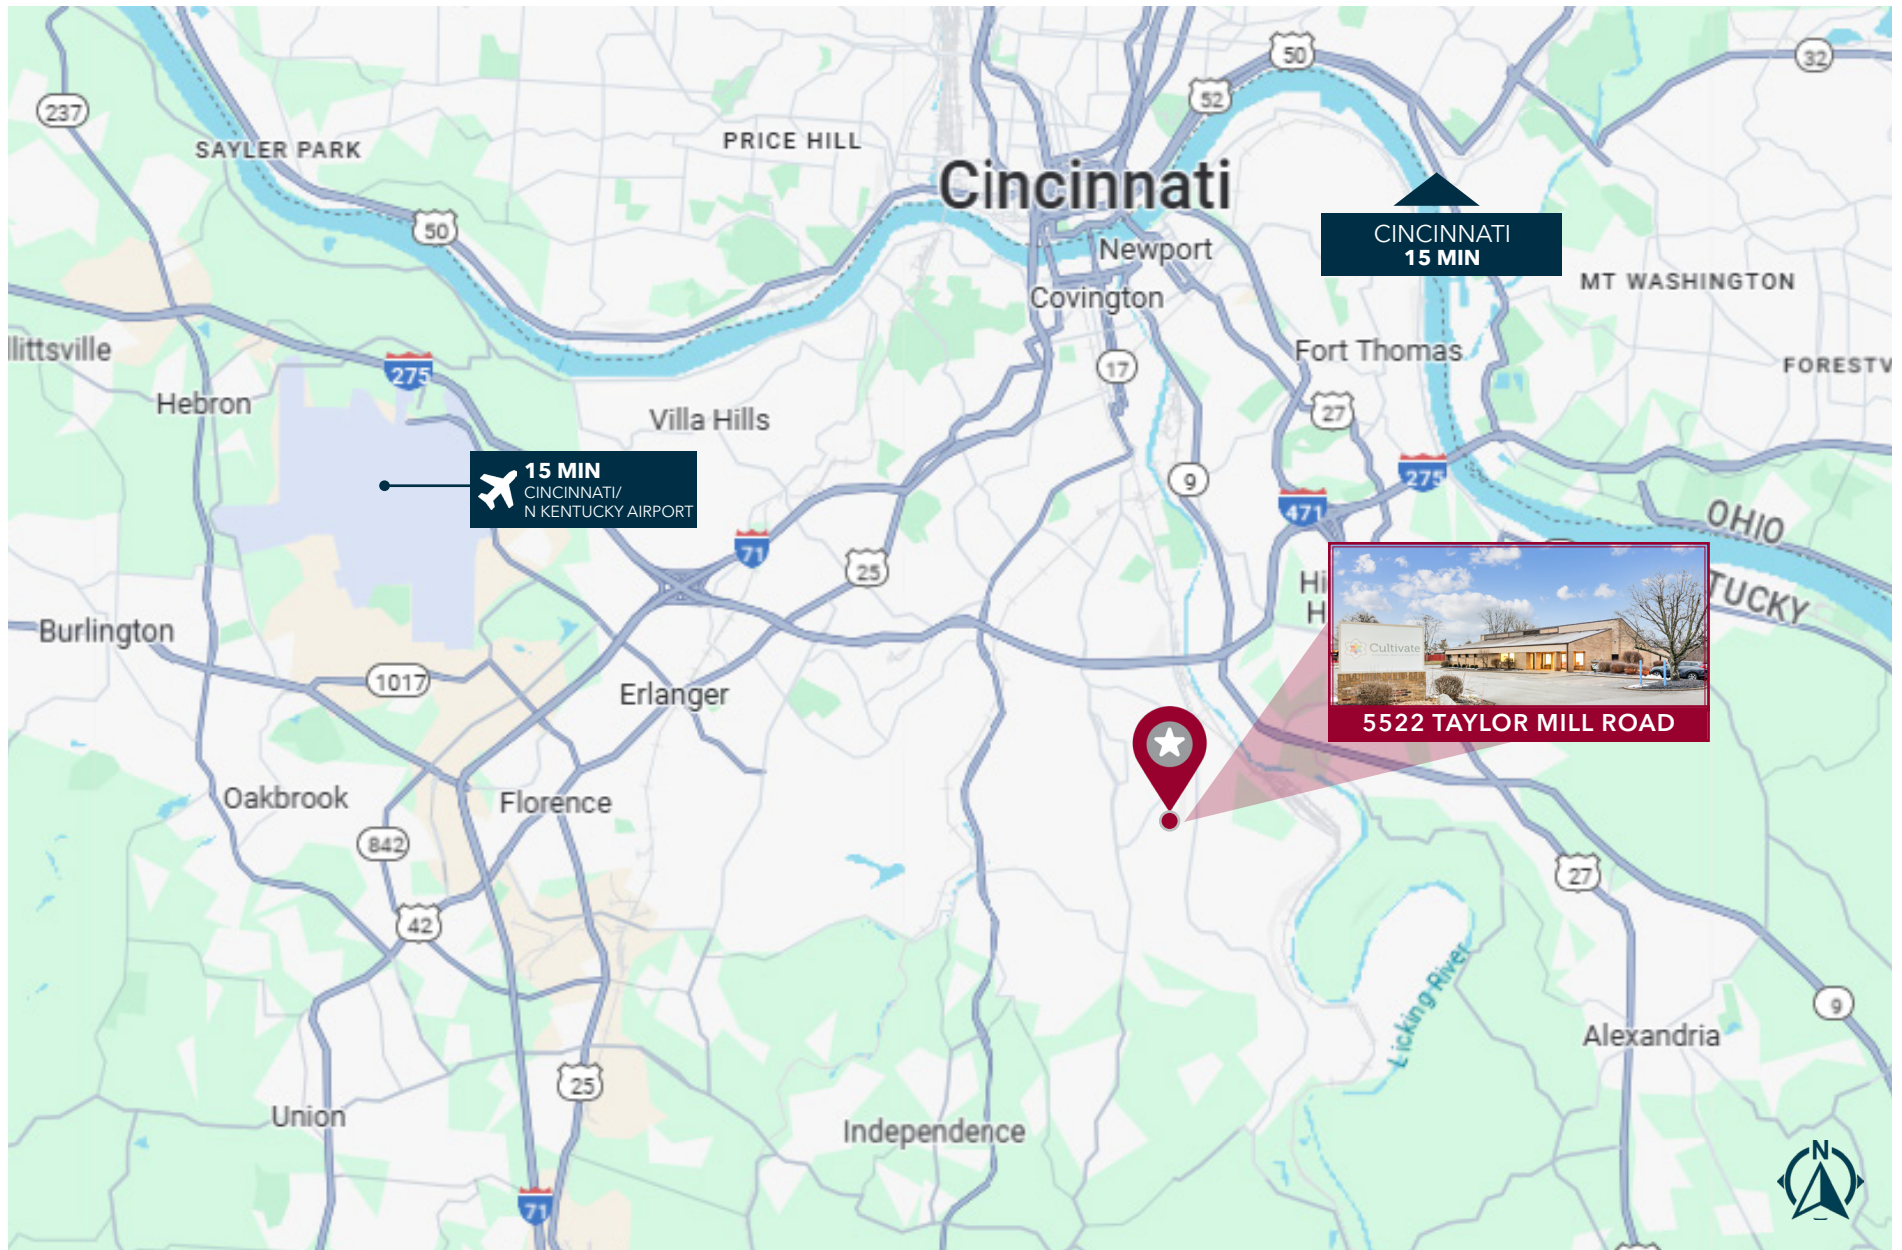 50
32
52
237
SAYLER PARK
PRICE HILL
Cincinnati
50
CINCINNATI
15 MIN
Newport
MT WASHINGTON
Covington
llittsville
275
17
Fort Thomas
FORESTV
Hebron
Villa Hills
27
15 MIN
CINCINNATI/
N KENTUCKY AIRPORT
9
275
471
OHIO
71
25
Hi
H
TUCKY
Burlington
Cultivate
1017
Erlanger
5522 TAYLOR MILL ROAD
Oakbrook
Florence
842
27
42
Licking River
9
Alexandria
25
Union
Independence
N
71